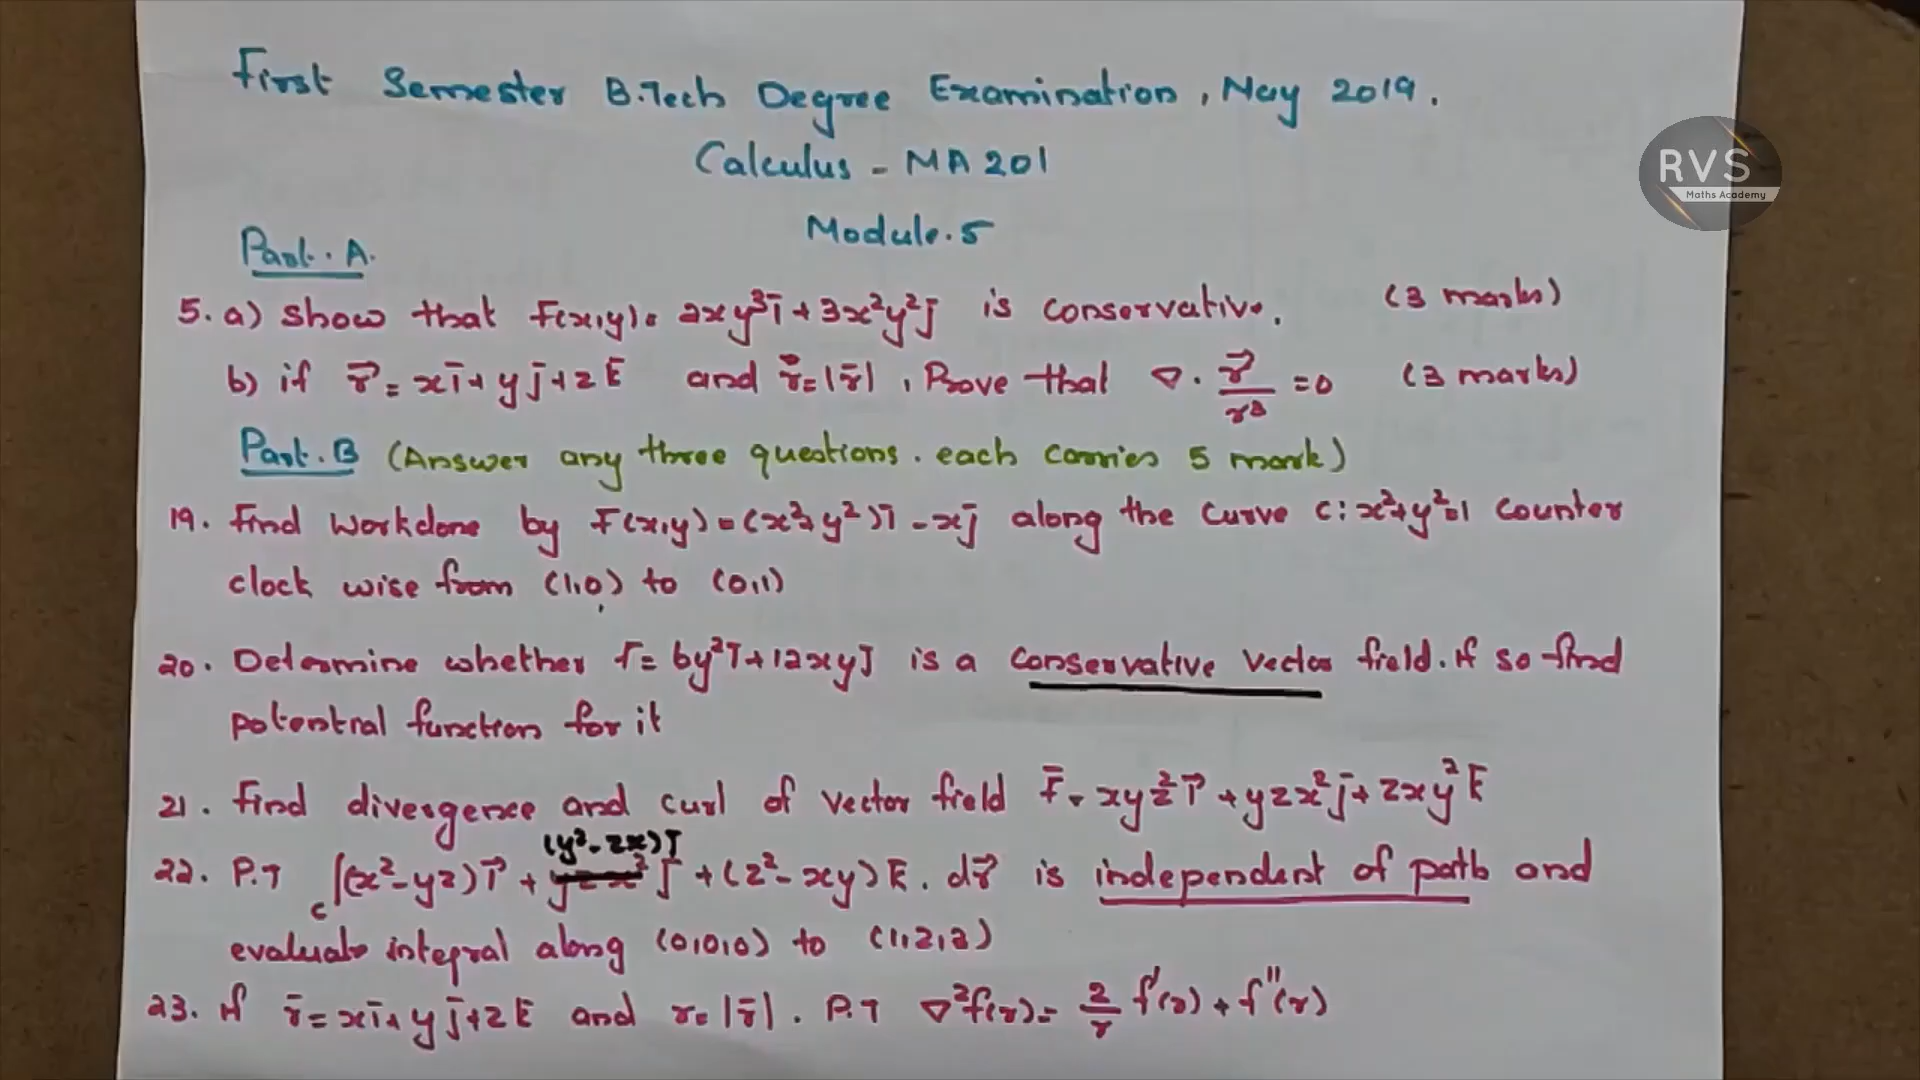 First Semester B.Tech Degree Examination, May 2019.
Calculus - MA 201
RVS
Maths Academy
Module.5
Part.A.
5. a) show that F(x,y) = 2xy³i̅ + 3x²y²j̅ is conservative. (3 marks)
b) if r⃗ = xi̅ + yj̅ + zk̅ and r = |r̅|, Prove that ∇ · r⃗/r³ = 0 (3 marks)
Part.B (Answer any three questions. each carries 5 mark)
19. Find workdone by F(x,y) = (x²+y²)i̅ - xj̅ along the curve C: x²+y²=1 counter
clock wise from (1,0) to (0,1)
20. Determine whether F = 6y²i̅ + 12xyj̅ is a conservative vector field. If so find
potential function for it
21. Find divergence and curl of vector field F̅ = xyz²i⃗ + yzx²j̅ + zxy²k̅
(y²-zx)j̅
22. P.T ∫c (x²-yz)i⃗ + j̅ + (z²-xy)k̅ . dr⃗ is independent of path and
evaluate integral along (0,0,0) to (1,2,2)
23. If r̅ = xi̅ + yj̅ + zk̅ and r = |r̅|. P.T ∇²f(r) = 2/r f'(r) + f''(r)